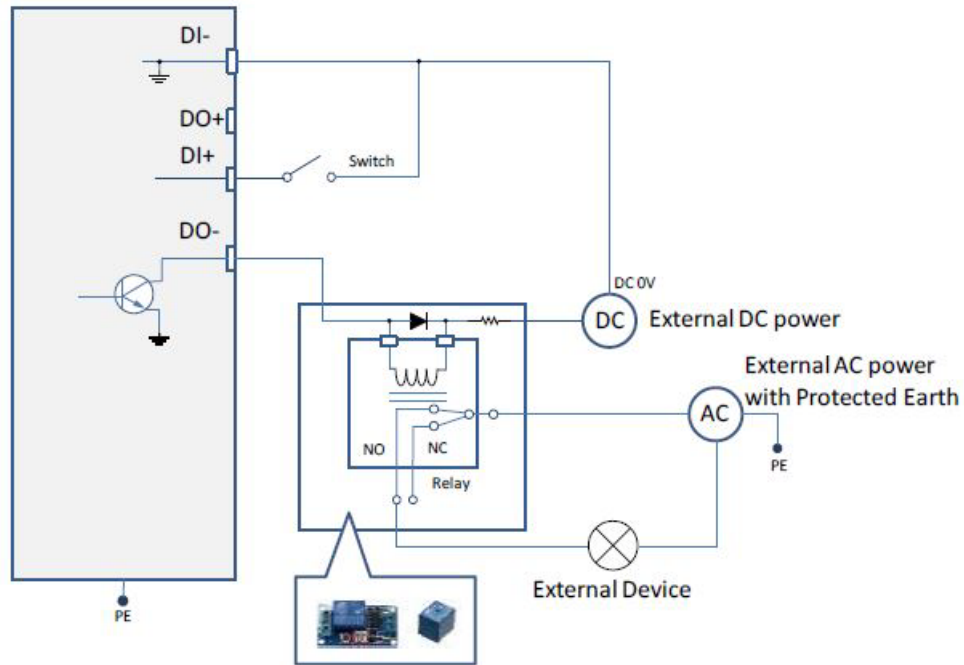 DI-
DO+
DI+
Switch
DO-
DC 0V
DC
External DC power
External AC power
with Protected Earth
AC
NO
NC
PE
Relay
External Device
PE